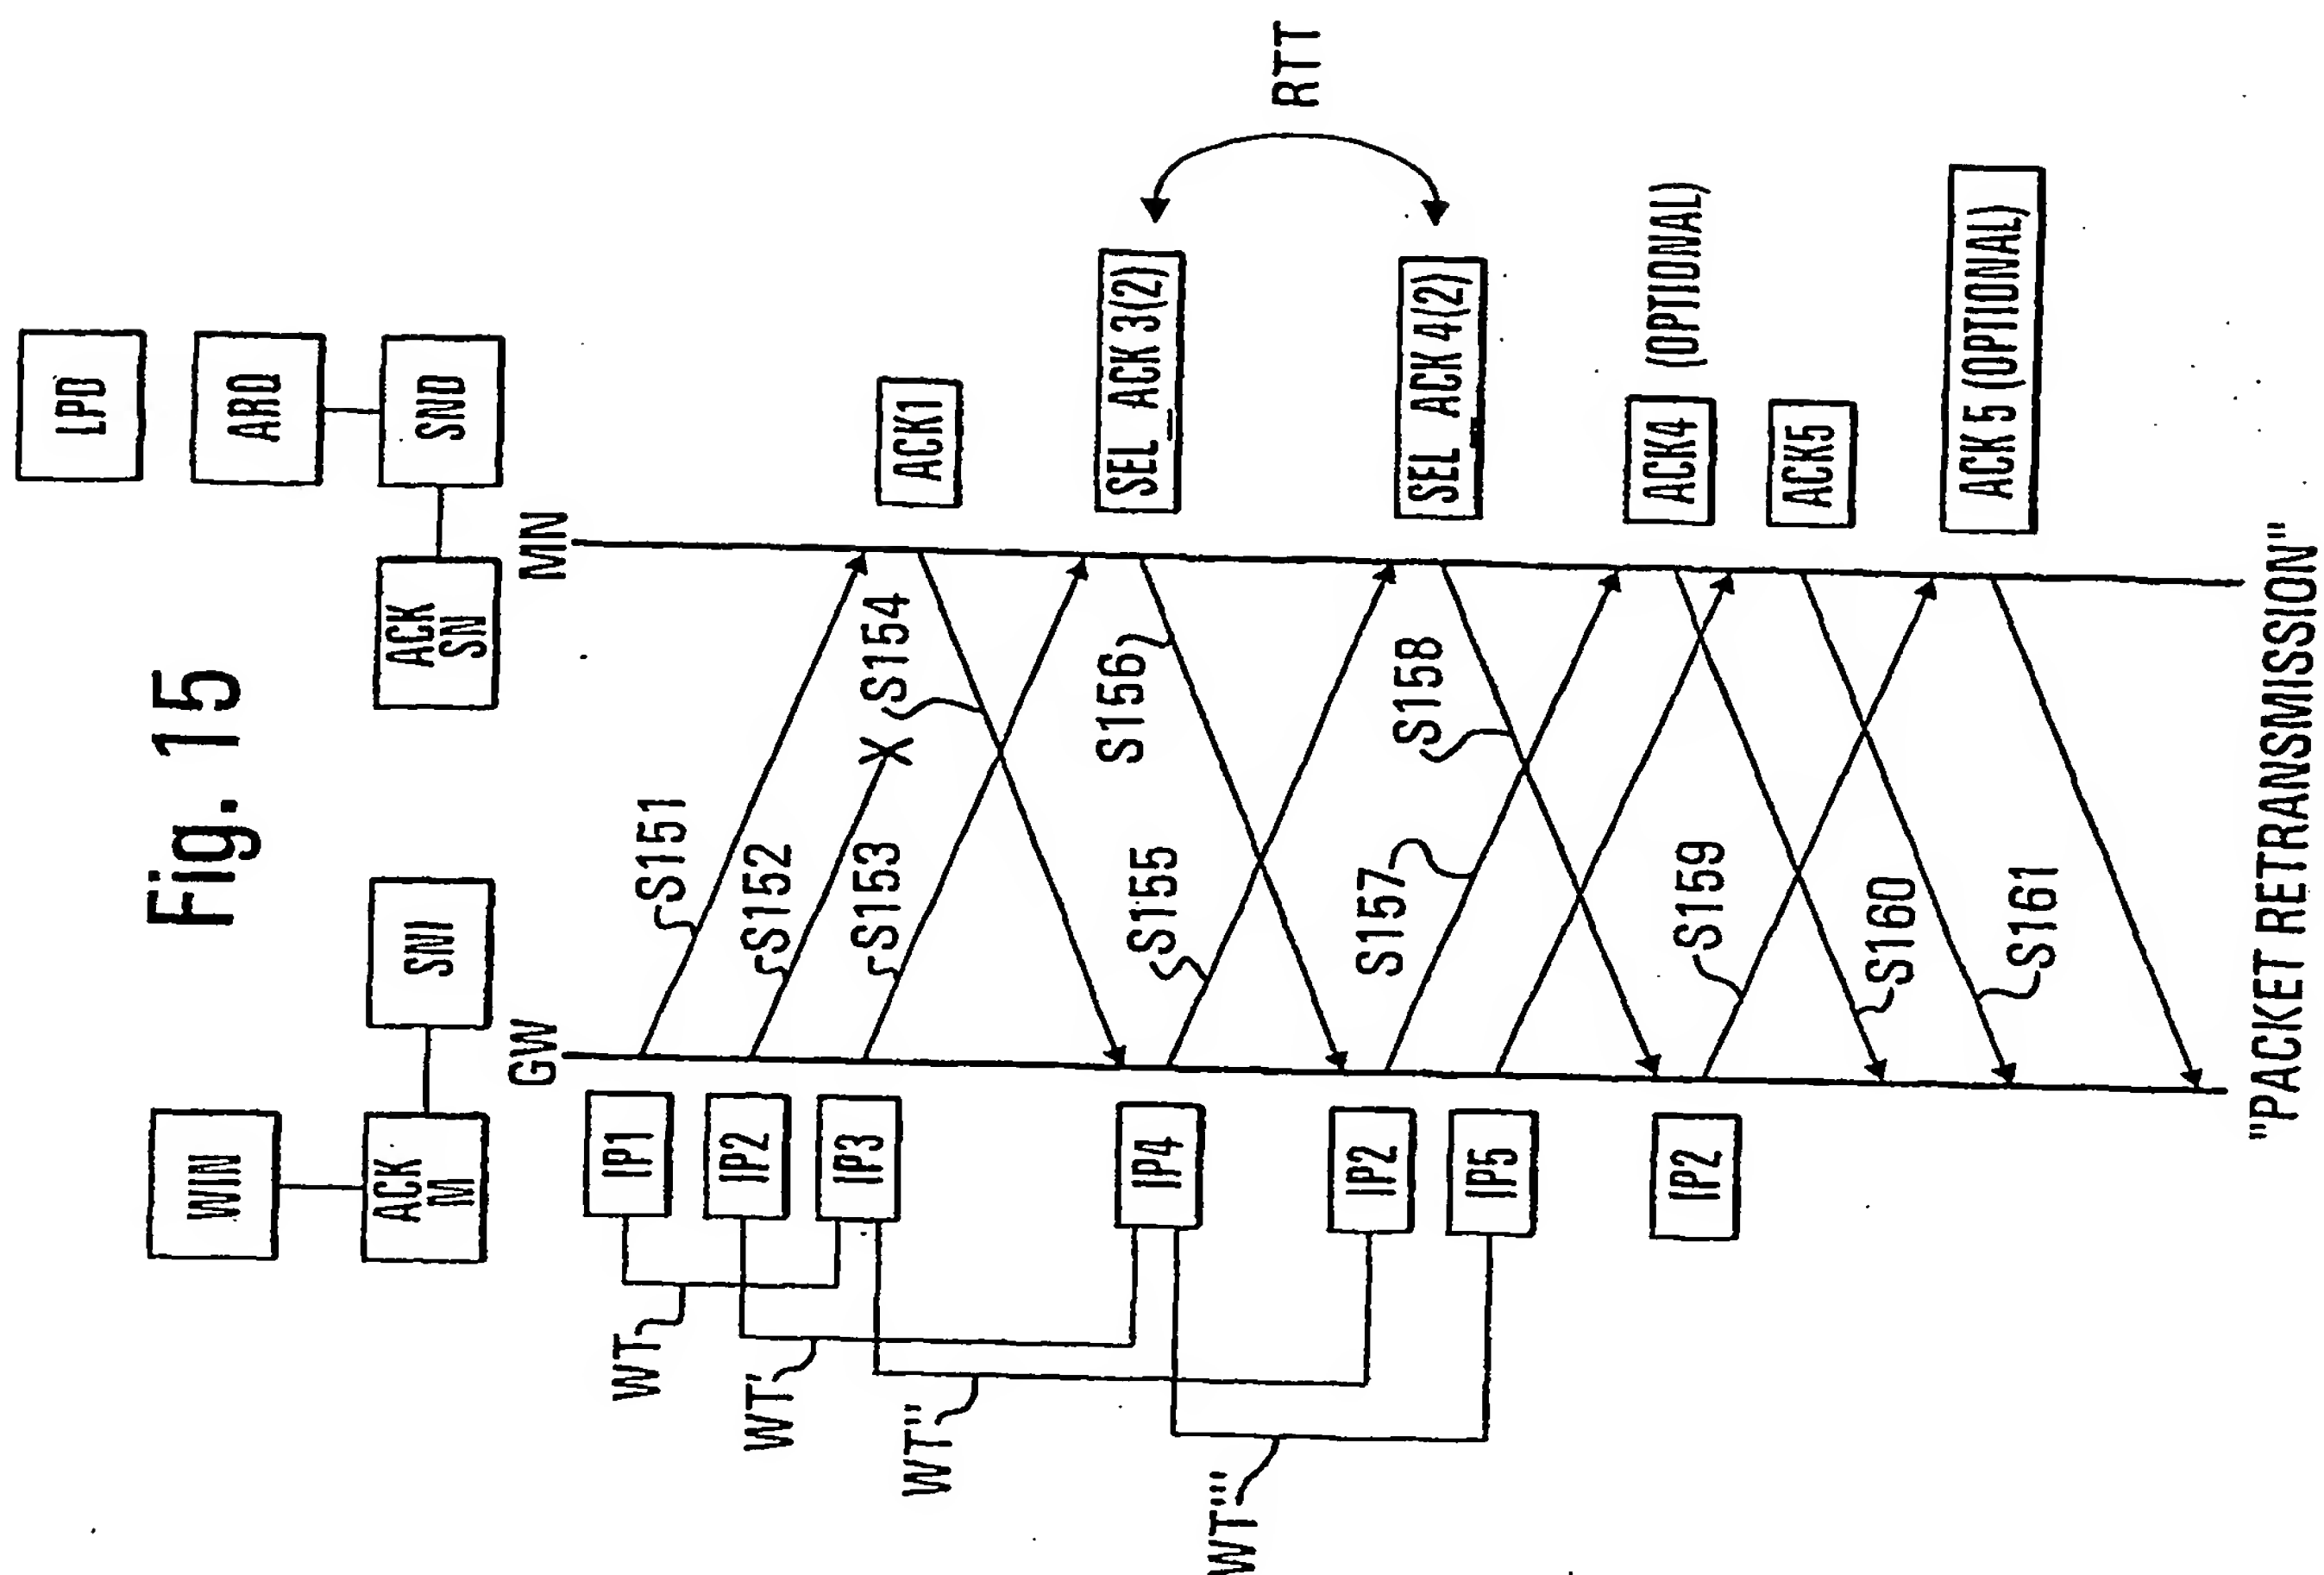 Fig. 15
WIN
ACK
M
SNI
LPD
ARQ
SND
ACK
SN
GW
MN
IP1
IP2
IP3
IP4
IP2
IP5
IP2
WT
WT'
WT"
WT"'
S151
S152
S153
S154
S155
S156
S157
S158
S159
S160
S161
X
ACK1
SEL_ACK 3(2)
SEL_ACK 4(2)
ACK4 (OPTIONAL)
ACK5
ACK 5 (OPTIONAL)
RTT
"PACKET RETRANSMISSION"